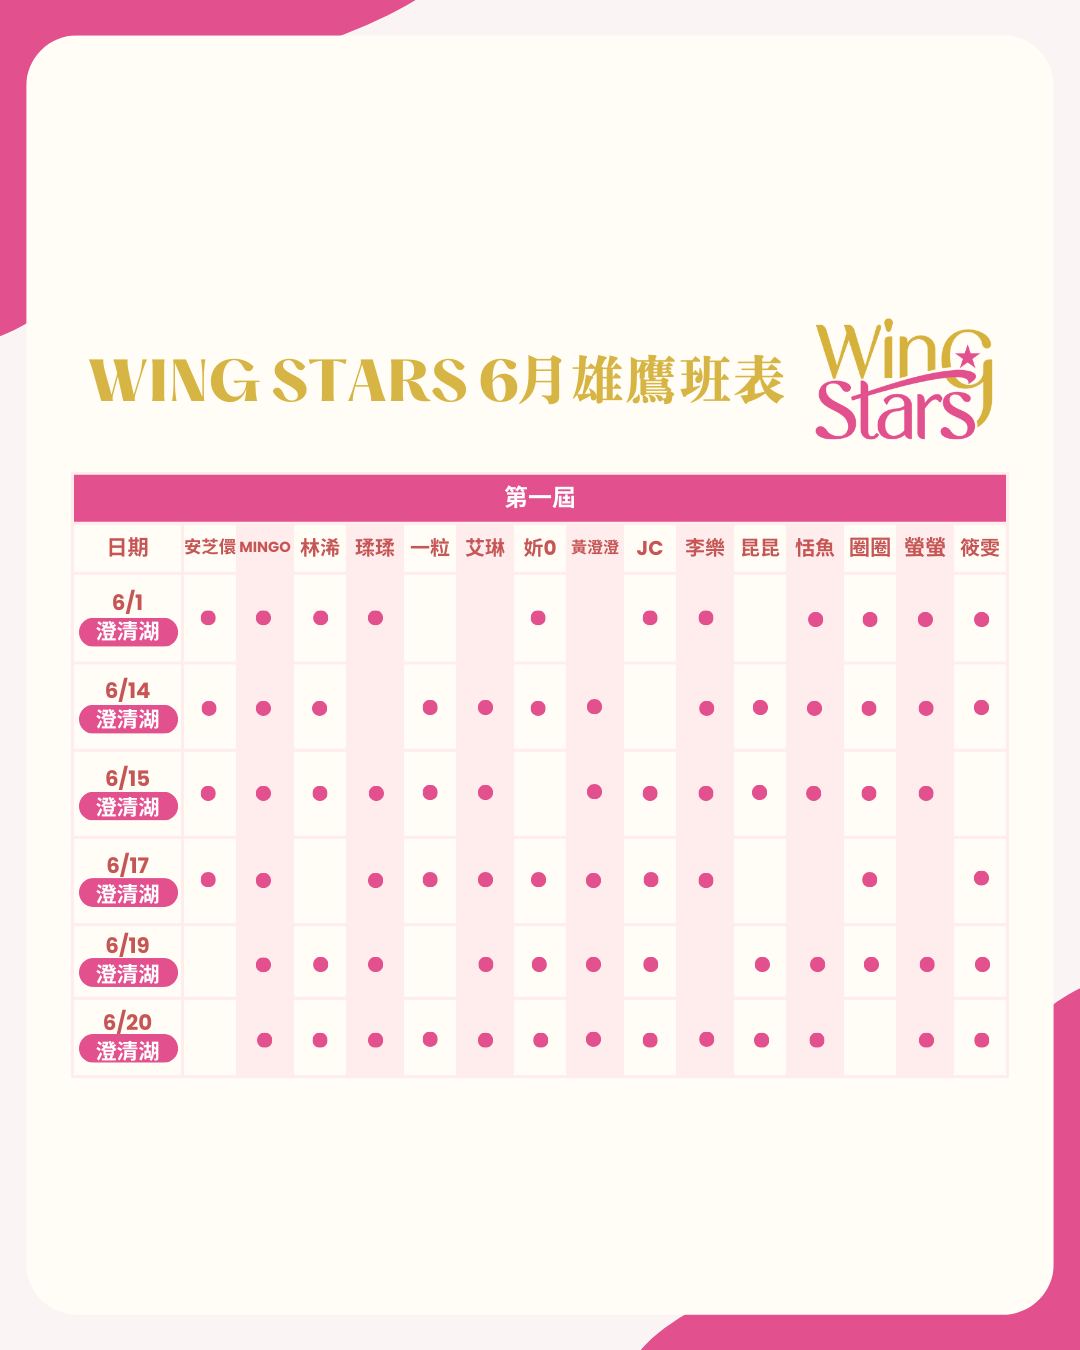 WING STARS 6月雄鷹班表
Wing
Stars
第一屆
日期 安芝儇 MINGO 林浠 瑈瑈 一粒 艾琳 妡0 黃澄澄 JC 李樂 昆昆 恬魚 圈圈 螢螢 筱雯
6/1
澄清湖
6/14
澄清湖
6/15
澄清湖
6/17
澄清湖
6/19
澄清湖
6/20
澄清湖